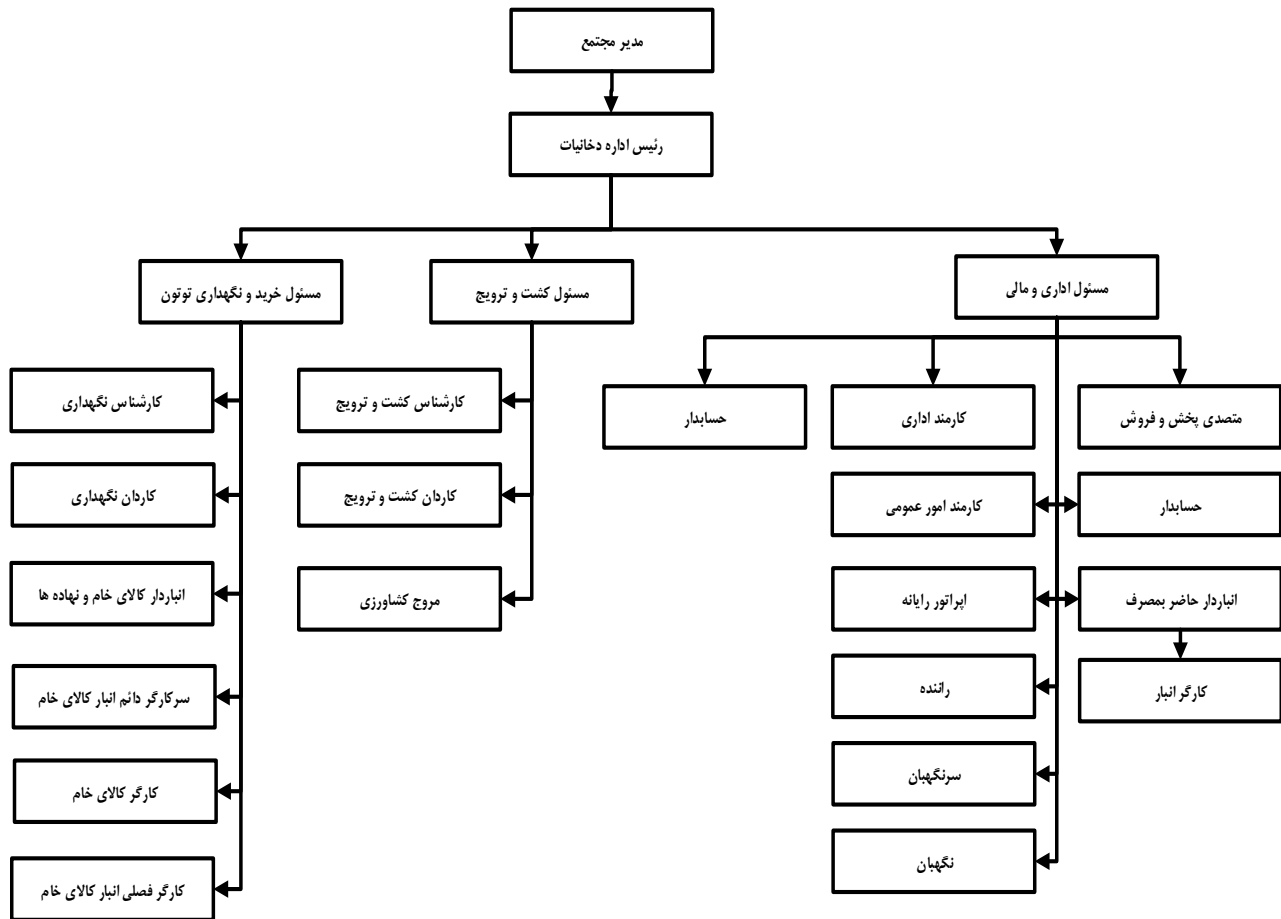 مدیر مجتمع
رئیس اداره دخانیات
مسئول اداری و مالی
مسئول کشت و ترویج
مسئول خرید و نگهداری توتون
متصدی پخش و فروش
کارمند اداری
حسابدار
حسابدار
کارمند امور عمومی
انباردار حاضر بمصرف
اپراتور رایانه
کارگر انبار
راننده
سرنگهبان
نگهبان
کارشناس کشت و ترویج
کاردان کشت و ترویج
مروج کشاورزی
کارشناس نگهداری
کاردان نگهداری
انباردار کالای خام و نهاده ها
سرکارگر دائم انبار کالای خام
کارگر کالای خام
کارگر فصلی انبار کالای خام